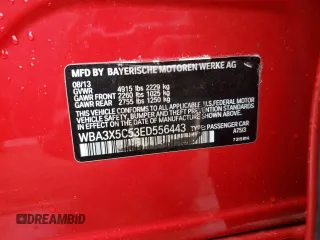 MFD BY BAYERISCHE MOTOREN WERKE AG
08/13
GVWR 4915 lbs 2229 kg
GAWR FRONT 2260 lbs 1025 kg
GAWR REAR 2755 lbs 1250 kg
THIS VEHICLE CONFORMS TO ALL APPLICABLE U.S. FEDERAL MOTOR
VEHICLE SAFETY, BUMPER AND THEFT PREVENTION STANDARDS
IN EFFECT ON THE DATE OF MANUFACTURE SHOWN ABOVE.
WBA3X5C53ED556443 TYPE: PASSENGER CAR
A75/3
DREAMBID